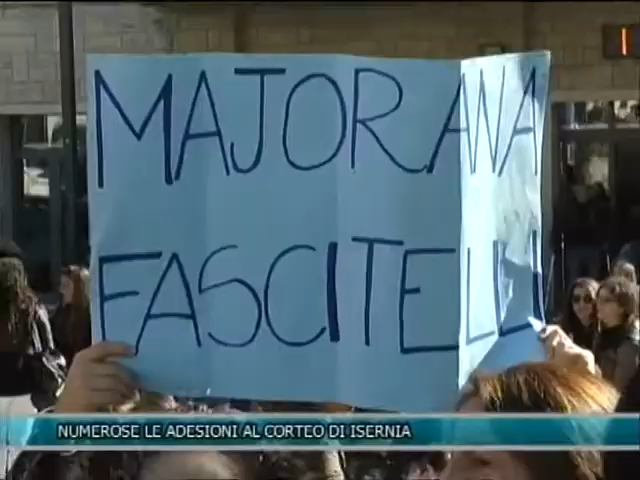 MAJORANA
FASCITELLI
NUMEROSE LE ADESIONI AL CORTEO DI ISERNIA